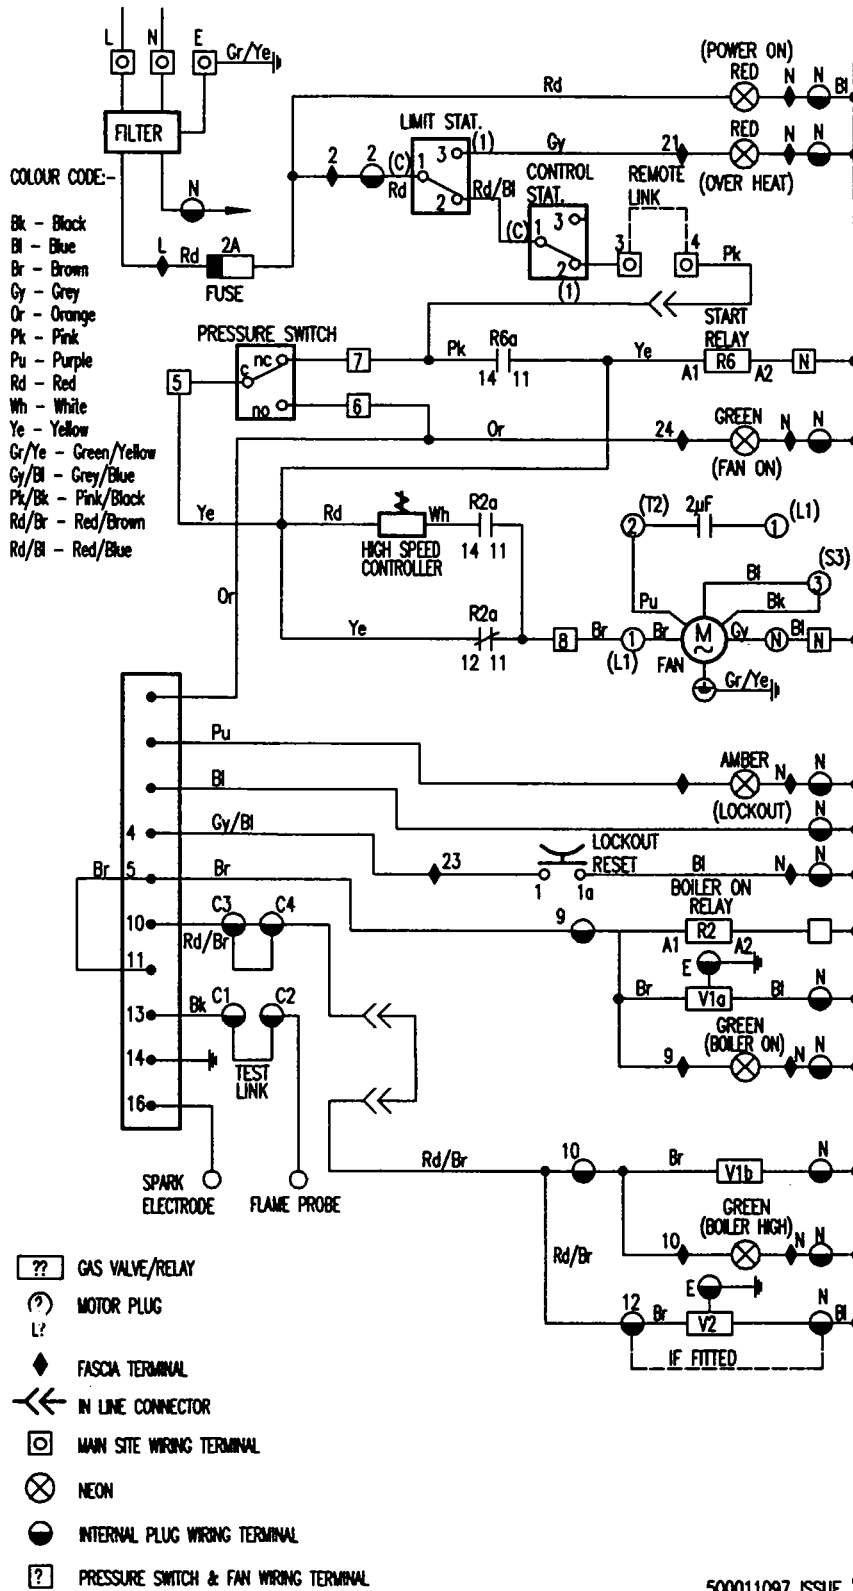 L N E
Gr/Ye
(POWER ON)
RED N N
Rd Bl
FILTER
LIMIT STAT.
(1) Gy 21 RED N N
3
2 2 (C) 1
Rd
2
Rd/Bl
(OVER HEAT)
CONTROL
STAT.
REMOTE
LINK
COLOUR CODE:-
Bk - Black
Bl - Blue
Br - Brown
Gy - Grey
Or - Orange
Pk - Pink
Pu - Purple
Rd - Red
Wh - White
Ye - Yellow
Gr/Ye - Green/Yellow
Gy/Bl - Grey/Blue
Pk/Bk - Pink/Black
Rd/Br - Red/Brown
Rd/Bl - Red/Blue
N
L Rd 2A
FUSE
(C) 1 3
2
(1)
3 4 Pk
PRESSURE SWITCH
START
RELAY
5 c nc 7 Pk R6a Ye A1 R6 A2 N
14 11
no 6
Or 24 GREEN N N
(FAN ON)
Ye Rd Wh R2a
HIGH SPEED
CONTROLLER
14 11
2 (T2) 2µF 1 (L1)
Bl 3 (S3)
Pu Bk
Or
Ye R2a
12 11
8 Br 1 Br M Gy N Bl N
(L1) FAN
Gr/Ye
Pu AMBER N N
(LOCKOUT)
Bl N
4 Gy/Bl 23 LOCKOUT
RESET
1 1a Bl N N
Br 5 Br BOILER ON
RELAY
9 A1 R2 A2
10 C3 C4
Rd/Br
11
E
Br V1a Bl N
13 Bk C1 C2
GREEN
(BOILER ON)
9 N N
14
TEST
LINK
16
SPARK
ELECTRODE
FLAME PROBE
Rd/Br 10 Br V1b N
GREEN
(BOILER HIGH)
10 N N
Rd/Br
E
12 Br V2 N Bl
IF FITTED
?? GAS VALVE/RELAY
? MOTOR PLUG
L?
FASCIA TERMINAL
IN LINE CONNECTOR
MAIN SITE WIRING TERMINAL
NEON
INTERNAL PLUG WIRING TERMINAL
? PRESSURE SWITCH & FAN WIRING TERMINAL
500011097 ISSUE